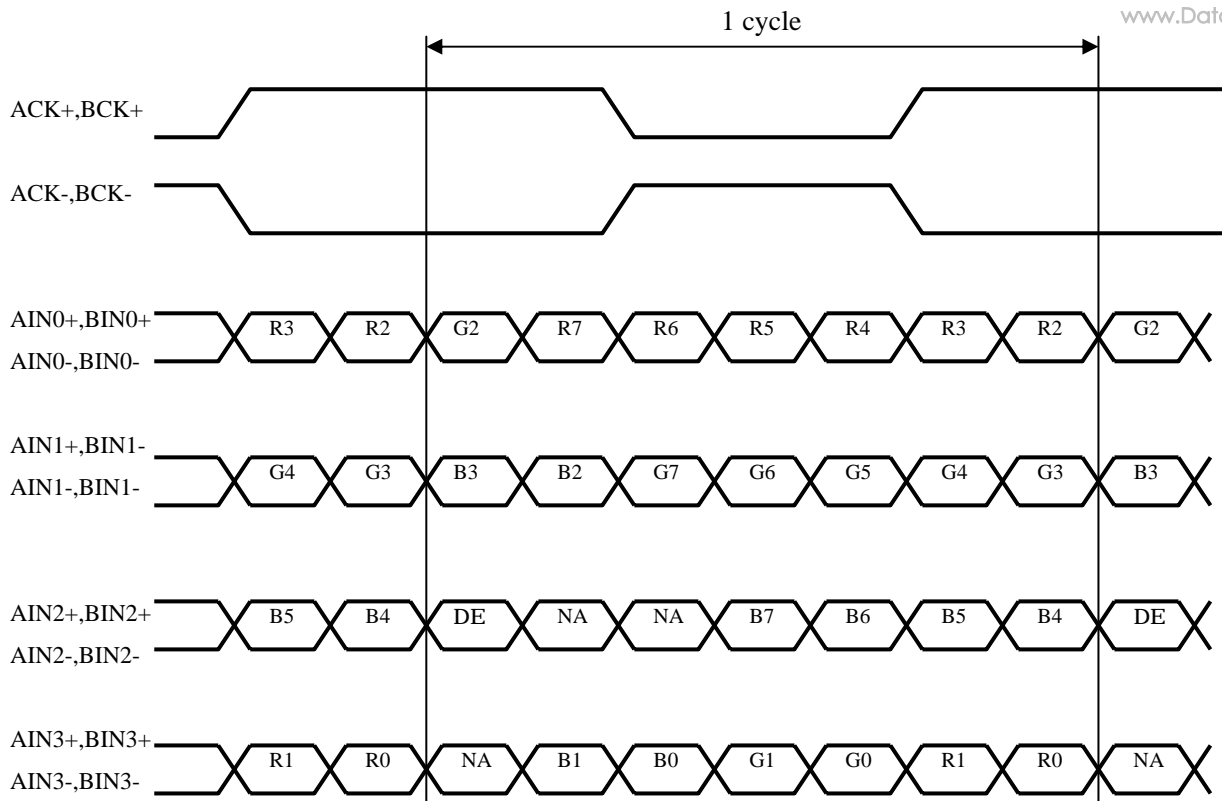 www.Data
1 cycle
ACK+,BCK+
ACK-,BCK-
AIN0+,BIN0+
R3 R2 G2 R7 R6 R5 R4 R3 R2 G2
AIN0-,BIN0-
AIN1+,BIN1-
G4 G3 B3 B2 G7 G6 G5 G4 G3 B3
AIN1-,BIN1-
AIN2+,BIN2+
B5 B4 DE NA NA B7 B6 B5 B4 DE
AIN2-,BIN2-
AIN3+,BIN3+
R1 R0 NA B1 B0 G1 G0 R1 R0 NA
AIN3-,BIN3-